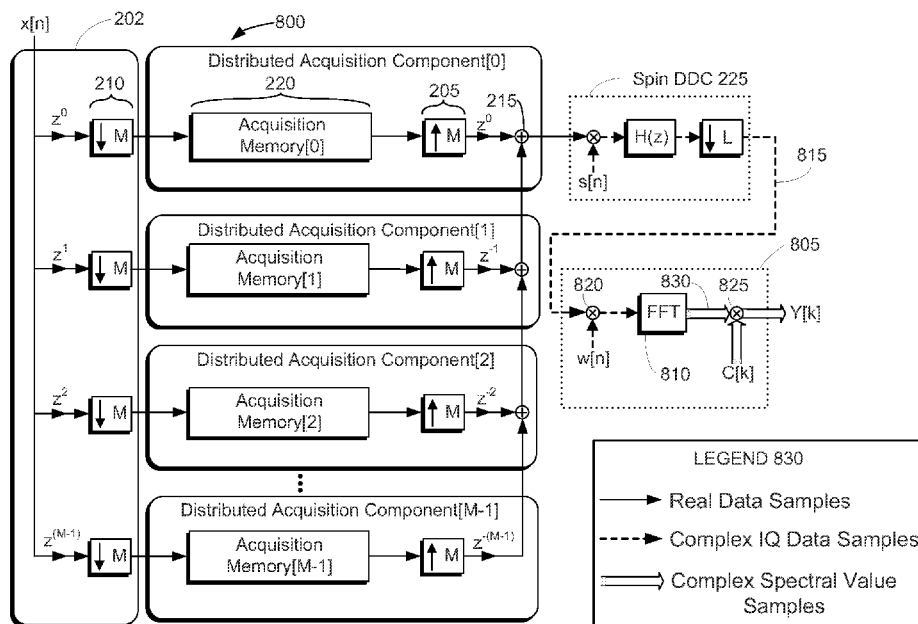 x[n]
202
800
Distributed Acquisition Component[0]
210
220
205
215
Spin DDC 225
z^0
↓ M
Acquisition
Memory[0]
↑ M
z^0
H(z)
↓ L
s[n]
815
Distributed Acquisition Component[1]
z^1
↓ M
Acquisition
Memory[1]
↑ M
z^-1
805
820
830
825
FFT
Y[k]
w[n]
810
C[k]
Distributed Acquisition Component[2]
z^2
↓ M
Acquisition
Memory[2]
↑ M
z^-2
Distributed Acquisition Component[M-1]
z^(M-1)
↓ M
Acquisition
Memory[M-1]
↑ M
z^-(M-1)
LEGEND 830
Real Data Samples
Complex IQ Data Samples
Complex Spectral Value
Samples